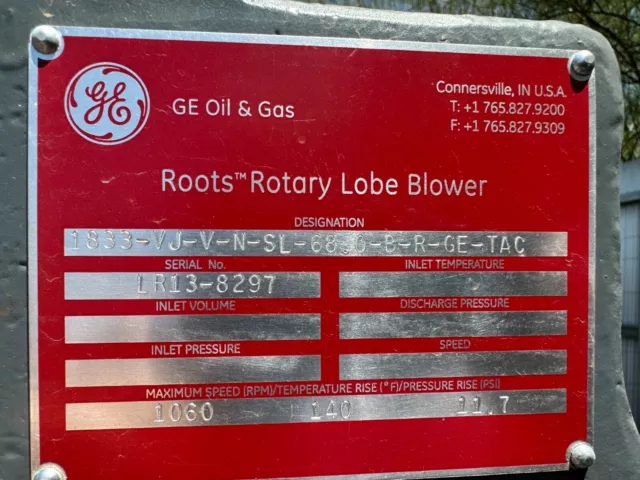 GE
GE Oil & Gas
Connersville, IN U.S.A.
T: +1 765.827.9200
F: +1 765.827.9309
Roots™ Rotary Lobe Blower
DESIGNATION
SERIAL No.
INLET TEMPERATURE
LR13-8297
INLET VOLUME
DISCHARGE PRESSURE
INLET PRESSURE
SPEED
MAXIMUM SPEED (RPM)/TEMPERATURE RISE (°F)/PRESSURE RISE (PSI)
1060 140 11.7